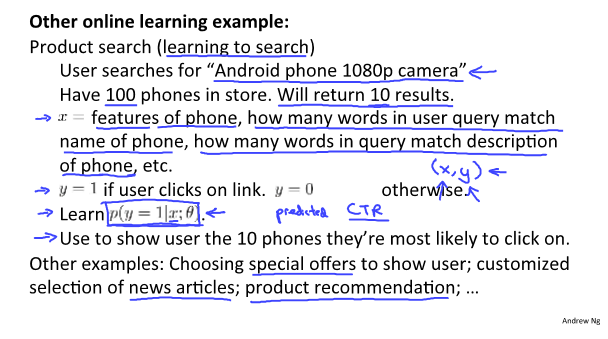 Other online learning example:
Product search (learning to search)
User searches for “Android phone 1080p camera”
Have 100 phones in store. Will return 10 results.
x = features of phone, how many words in user query match
name of phone, how many words in query match description
of phone, etc.
(x, y)
y = 1 if user clicks on link. y = 0 otherwise.
Learn p(y = 1|x; θ). predicted CTR
Use to show user the 10 phones they’re most likely to click on.
Other examples: Choosing special offers to show user; customized
selection of news articles; product recommendation; …
Andrew Ng